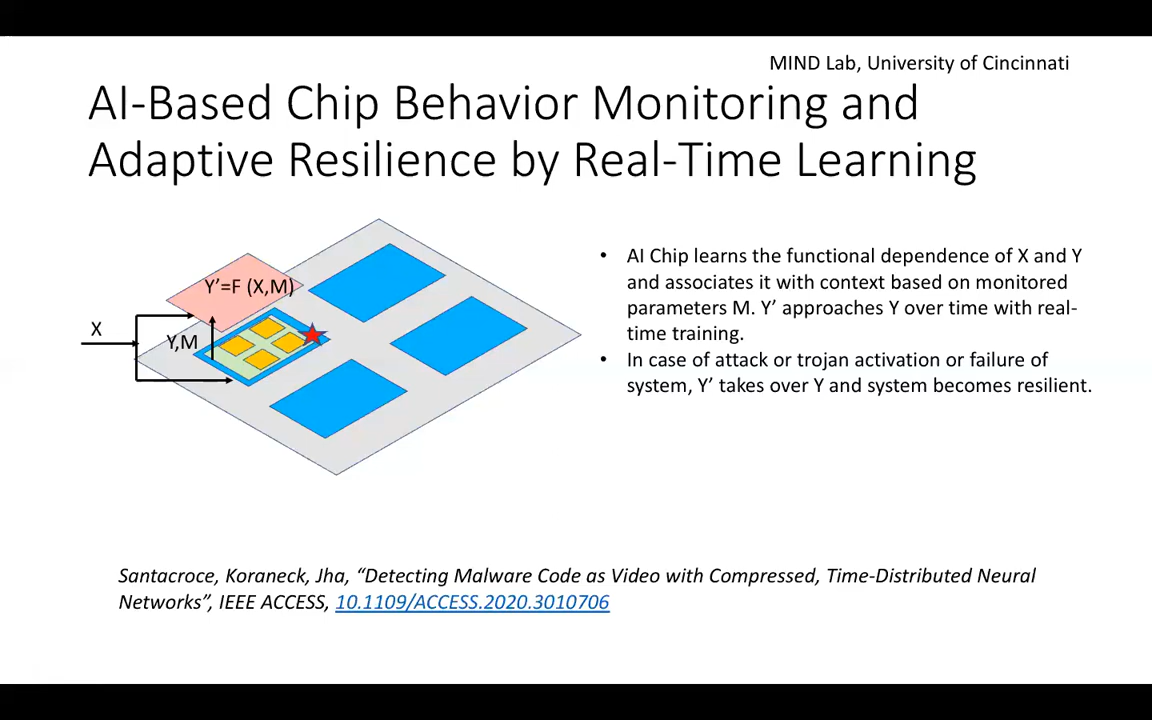 MIND Lab, University of Cincinnati
AI-Based Chip Behavior Monitoring and
Adaptive Resilience by Real-Time Learning
Y’=F (X,M)
X
Y,M
• AI Chip learns the functional dependence of X and Y
and associates it with context based on monitored
parameters M. Y’ approaches Y over time with real-
time training.
• In case of attack or trojan activation or failure of
system, Y’ takes over Y and system becomes resilient.
Santacroce, Koraneck, Jha, “Detecting Malware Code as Video with Compressed, Time-Distributed Neural
Networks”, IEEE ACCESS, 10.1109/ACCESS.2020.3010706